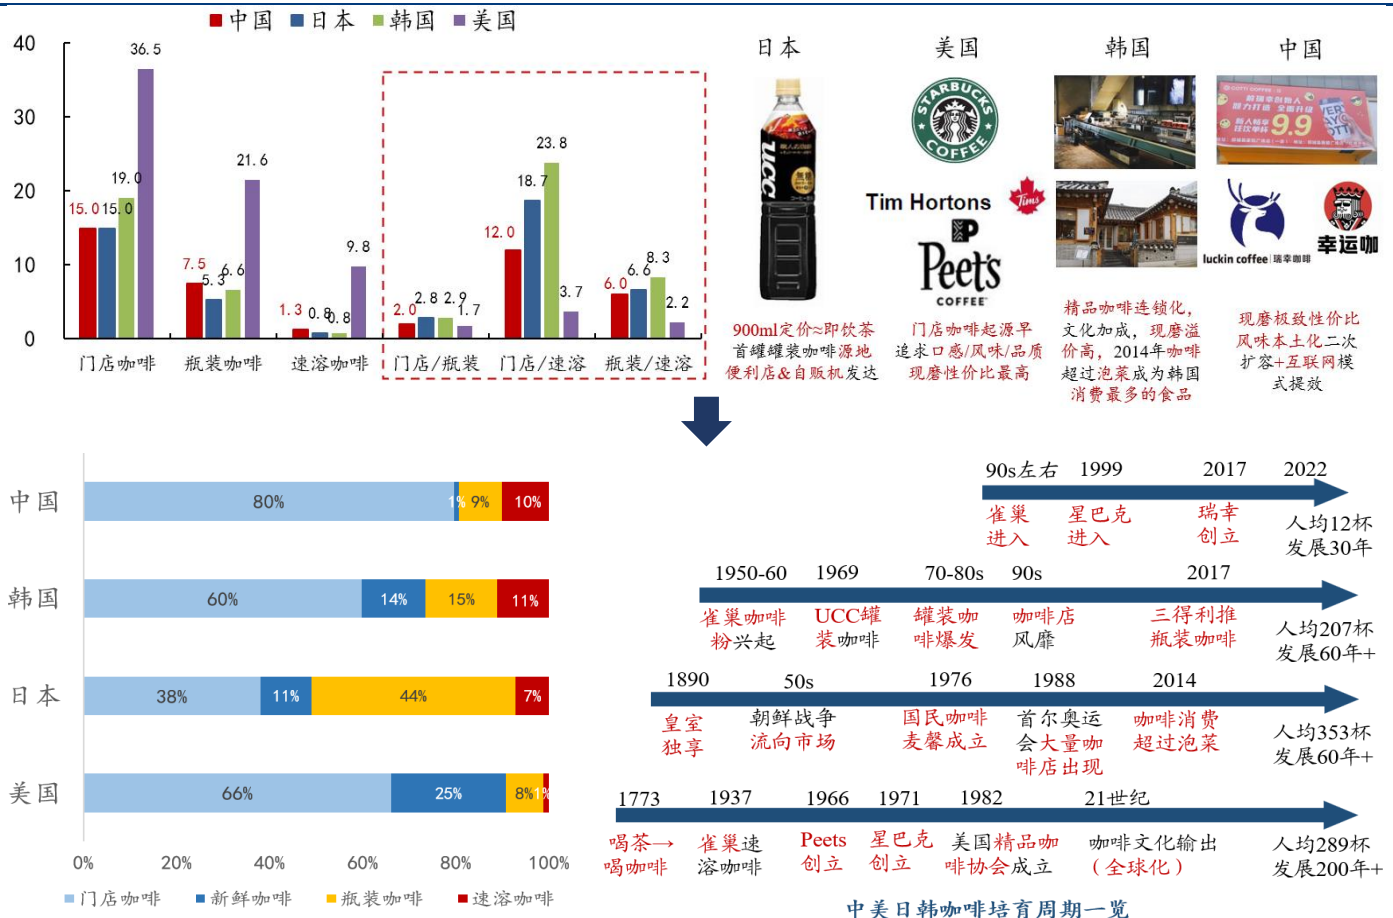 中国 日本 韩国 美国
40
30
20
10
0
15.0 15.0 19.0 36.5
7.5 5.3 6.6 21.6
1.3 0.8 0.8 9.8
2.0 2.8 2.9 1.7
12.0 18.7 23.8 3.7
6.0 6.6 8.3 2.2
门店咖啡 瓶装咖啡 速溶咖啡 门店/瓶装 门店/速溶 瓶装/速溶
日本
UCC
無糖
900ml定价≈即饮茶
首罐罐装咖啡源地
便利店&自贩机发达
美国
STARBUCKS
COFFEE
Tim Hortons
Tims
Peet's
COFFEE
门店咖啡起源早
追求口感/风味/品质
现磨性价比最高
韩国
精品咖啡连锁化，
文化加成，现磨溢
价高，2014年咖啡
超过泡菜成为韩国
消费最多的食品
中国
9.9
luckin coffee 瑞幸咖啡
幸运咖
现磨极致性价比
风味本土化二次
扩容+互联网模
式提效
中国 80% 1% 9% 10%
韩国 60% 14% 15% 11%
日本 38% 11% 44% 7%
美国 66% 25% 8% 1%
0% 20% 40% 60% 80% 100%
门店咖啡 新鲜咖啡 瓶装咖啡 速溶咖啡
90s左右 1999 2017 2022
雀巢 星巴克 瑞幸
进入 进入 创立
人均12杯
发展30年
1950-60 1969 70-80s 90s 2017
雀巢咖啡 UCC罐 罐装咖 咖啡店 三得利推
粉兴起 装咖啡 啡爆发 风靡 瓶装咖啡
人均207杯
发展60年+
1890 50s 1976 1988 2014
皇室 朝鲜战争 国民咖啡 首尔奥运 咖啡消费
独享 流向市场 麦馨成立 会大量咖 超过泡菜
啡店出现
人均353杯
发展60年+
1773 1937 1966 1971 1982 21世纪
喝茶→ 雀巢速 Peets 星巴克 美国精品咖 咖啡文化输出
喝咖啡 溶咖啡 创立 创立 啡协会成立 （全球化）
人均289杯
发展200年+
中美日韩咖啡培育周期一览